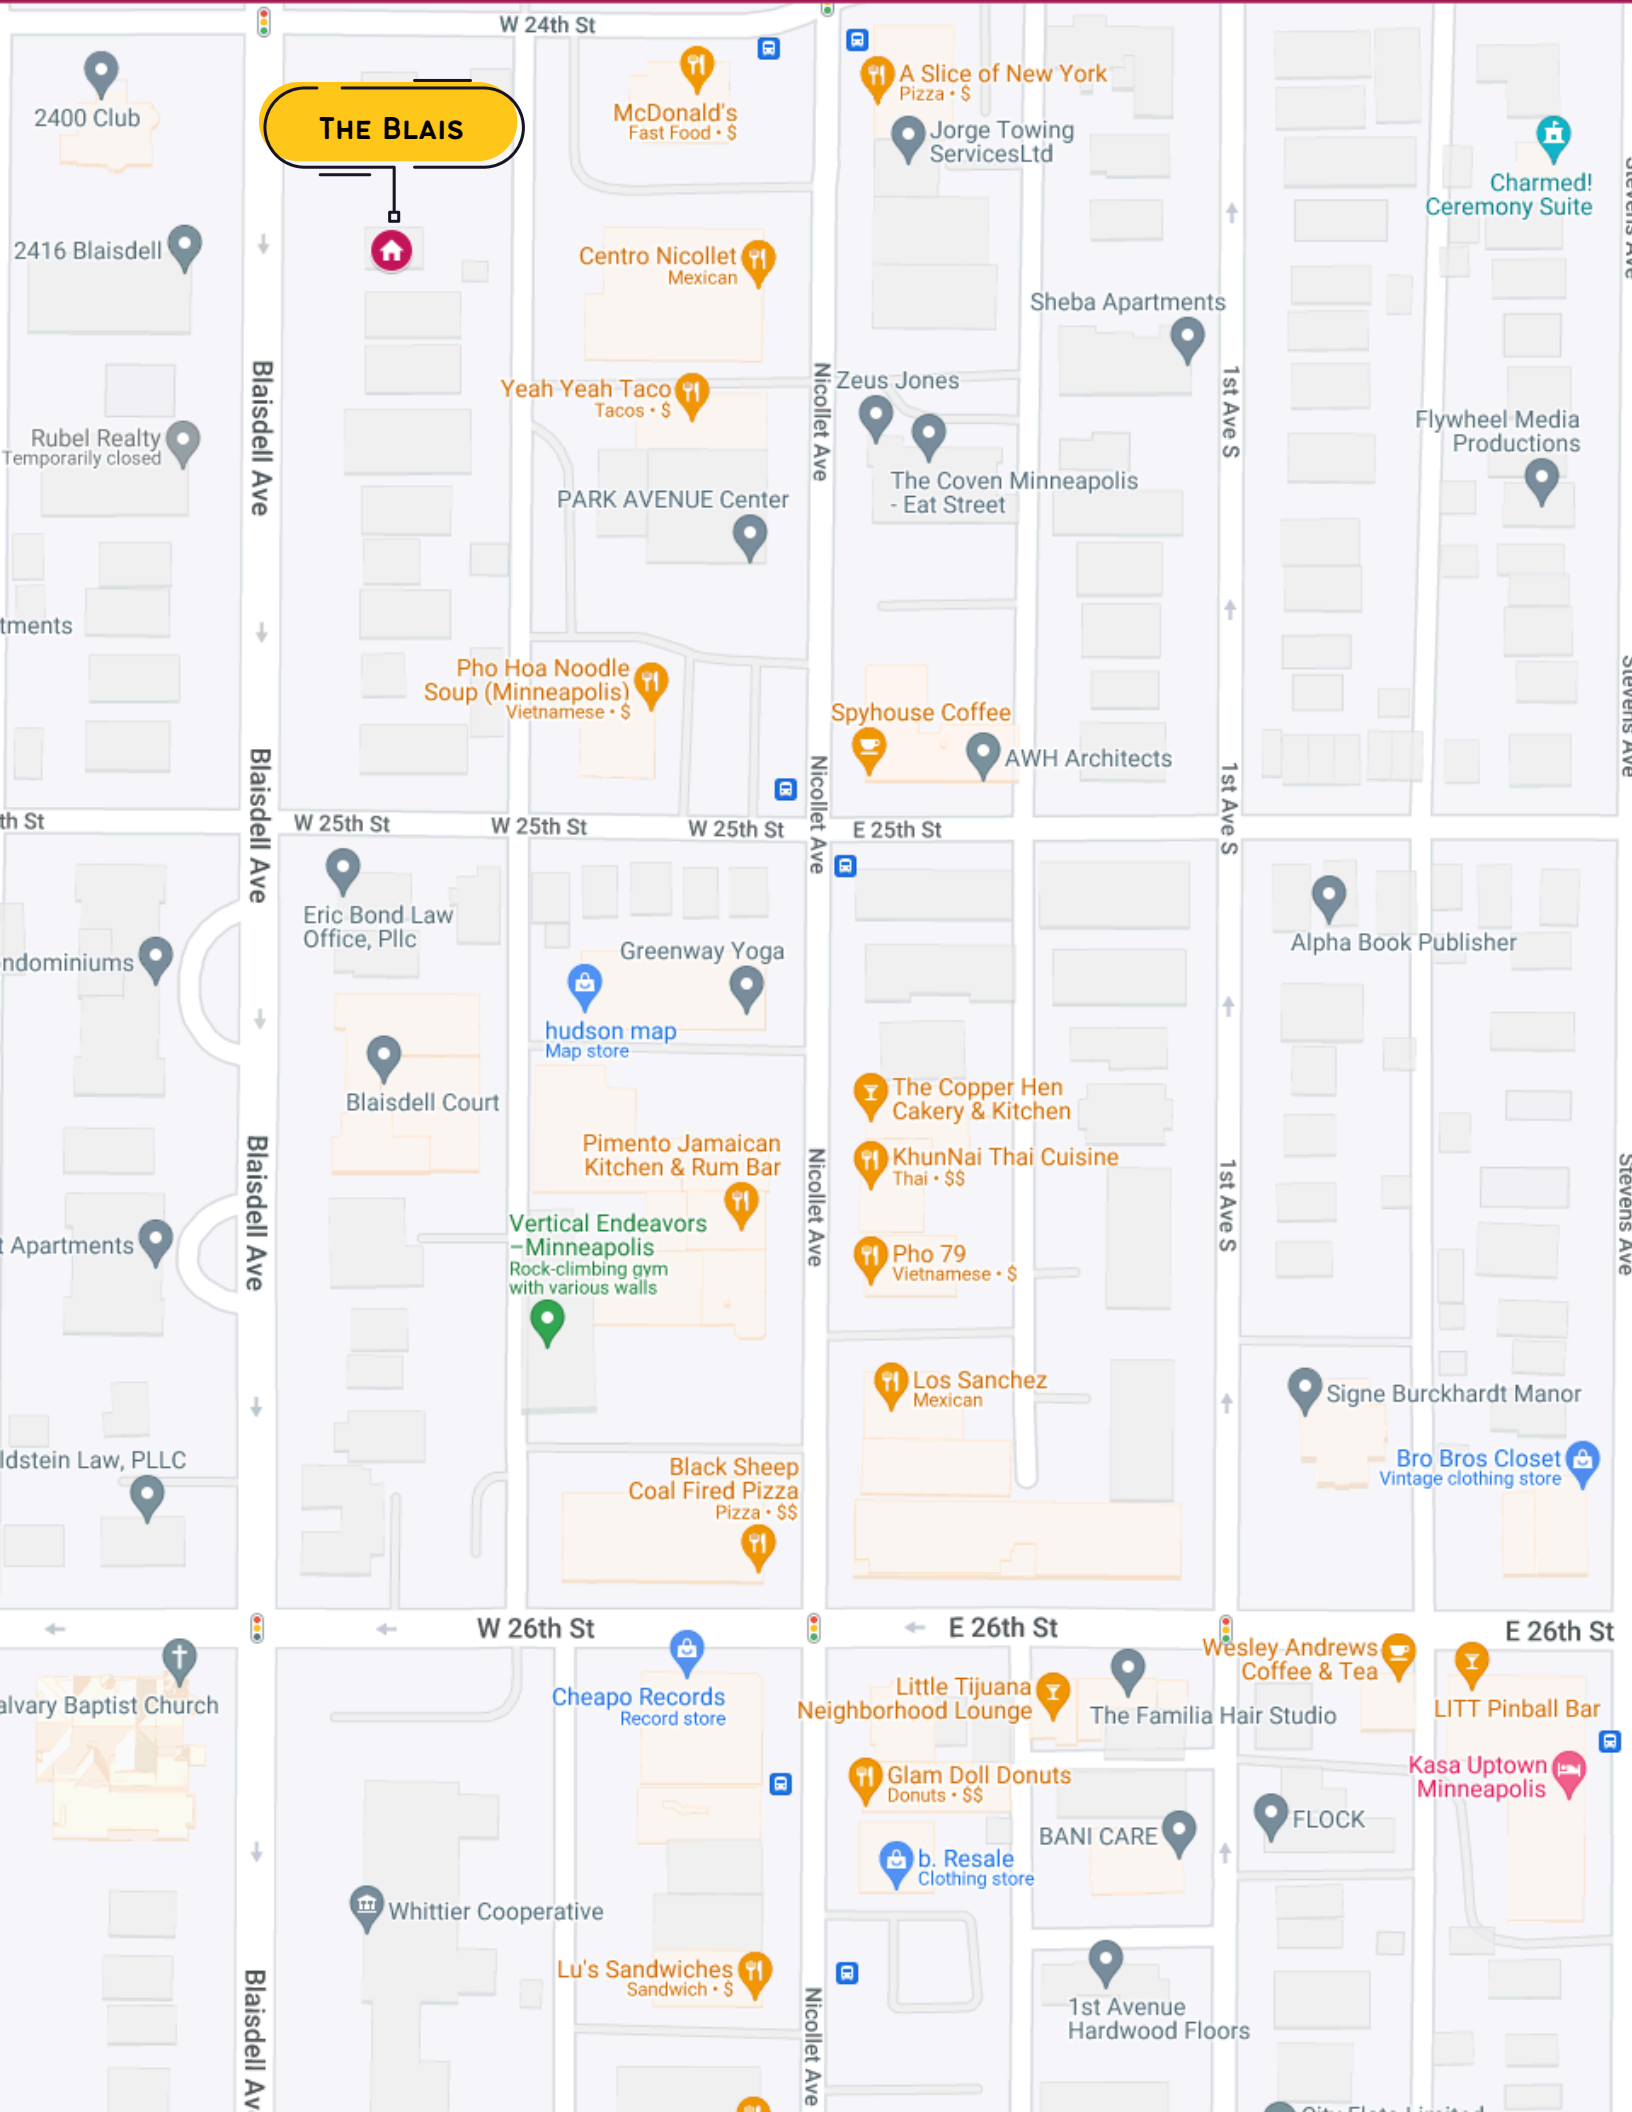 W 24th St
2400 Club
THE BLAIS
McDonald's
Fast Food • $
A Slice of New York
Pizza • $
Jorge Towing
ServicesLtd
Charmed!
Ceremony Suite
Stevens Ave
2416 Blaisdell
Centro Nicollet
Mexican
Sheba Apartments
Blaisdell Ave
Yeah Yeah Taco
Tacos • $
Nicollet Ave
Zeus Jones
1st Ave S
Rubel Realty
Temporarily closed
Flywheel Media
Productions
The Coven Minneapolis
- Eat Street
PARK AVENUE Center
tments
Pho Hoa Noodle
Soup (Minneapolis)
Vietnamese • $
Stevens Ave
Spyhouse Coffee
AWH Architects
Blaisdell Ave
Nicollet Ave
1st Ave S
th St
W 25th St
W 25th St
W 25th St
E 25th St
Eric Bond Law
Office, Pllc
ndominiums
Greenway Yoga
Alpha Book Publisher
hudson map
Map store
Blaisdell Court
The Copper Hen
Cakery & Kitchen
Pimento Jamaican
Kitchen & Rum Bar
KhunNai Thai Cuisine
Thai • $$
Blaisdell Ave
Nicollet Ave
1st Ave S
Stevens Ave
t Apartments
Vertical Endeavors
–Minneapolis
Rock-climbing gym
with various walls
Pho 79
Vietnamese • $
Los Sanchez
Mexican
Signe Burckhardt Manor
ldstein Law, PLLC
Black Sheep
Coal Fired Pizza
Pizza • $$
Bro Bros Closet
Vintage clothing store
W 26th St
E 26th St
E 26th St
alvary Baptist Church
Cheapo Records
Record store
Little Tijuana
Neighborhood Lounge
The Familia Hair Studio
Wesley Andrews
Coffee & Tea
LITT Pinball Bar
Glam Doll Donuts
Donuts • $$
Kasa Uptown
Minneapolis
BANI CARE
FLOCK
b. Resale
Clothing store
Whittier Cooperative
Lu's Sandwiches
Sandwich • $
Blaisdell Av
Nicollet Ave
1st Avenue
Hardwood Floors